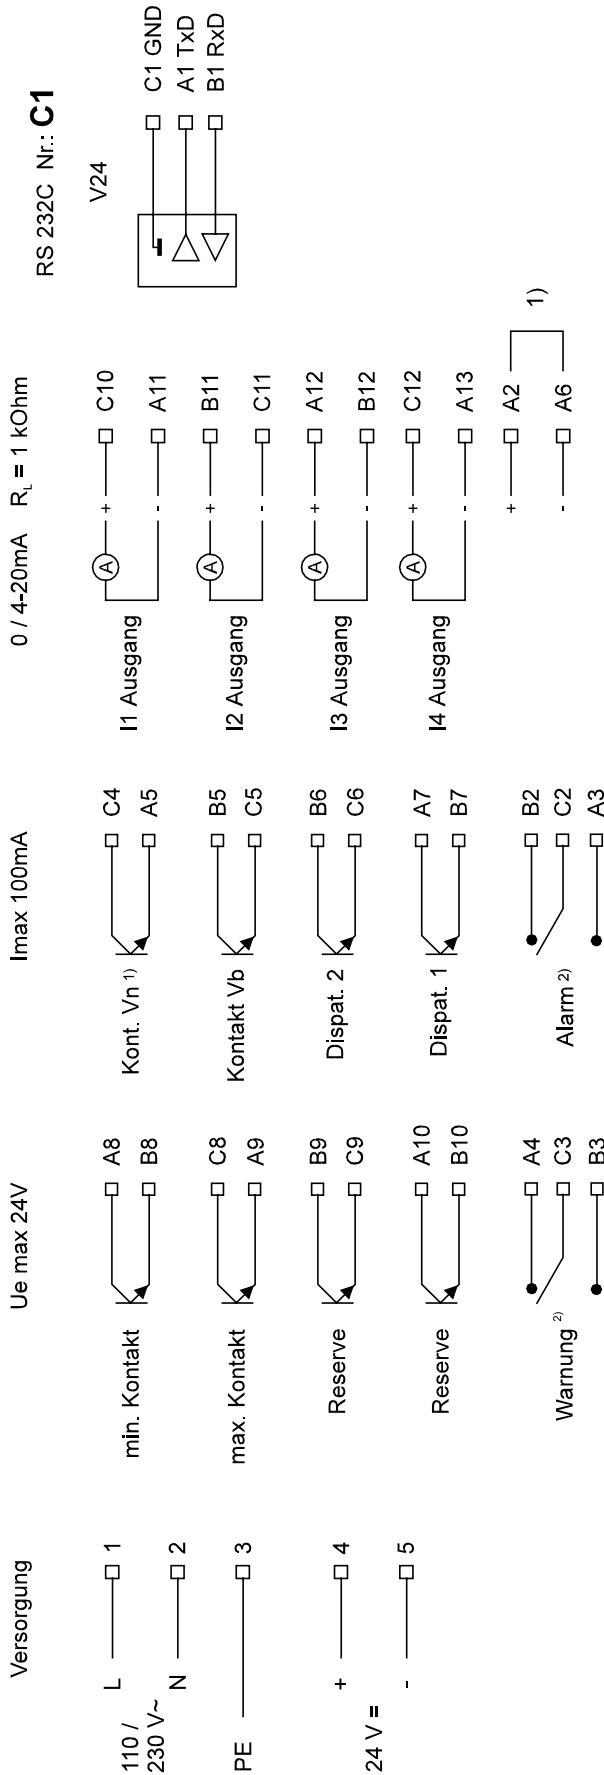 Versorgung
110 /
230 V~
L
1
N
2
PE
3
24 V =
+
4
-
5
Ue max 24V
min. Kontakt
A8
B8
max. Kontakt
C8
A9
Reserve
B9
C9
Reserve
A10
B10
Warnung 2)
A4
C3
B3
Imax 100mA
Kont. Vn 1)
C4
A5
Kontakt Vb
B5
C5
Dispat. 2
B6
C6
Dispat. 1
A7
B7
Alarm 2)
B2
C2
A3
0 / 4-20mA RL = 1 kOhm
I1 Ausgang
A
+
C10
-
A11
I2 Ausgang
A
+
B11
-
C11
I3 Ausgang
A
+
A12
-
B12
I4 Ausgang
A
+
C12
-
A13
+
A2
-
A6
1)
RS 232C Nr.: C1
V24
C1 GND
A1 TxD
B1 RxD